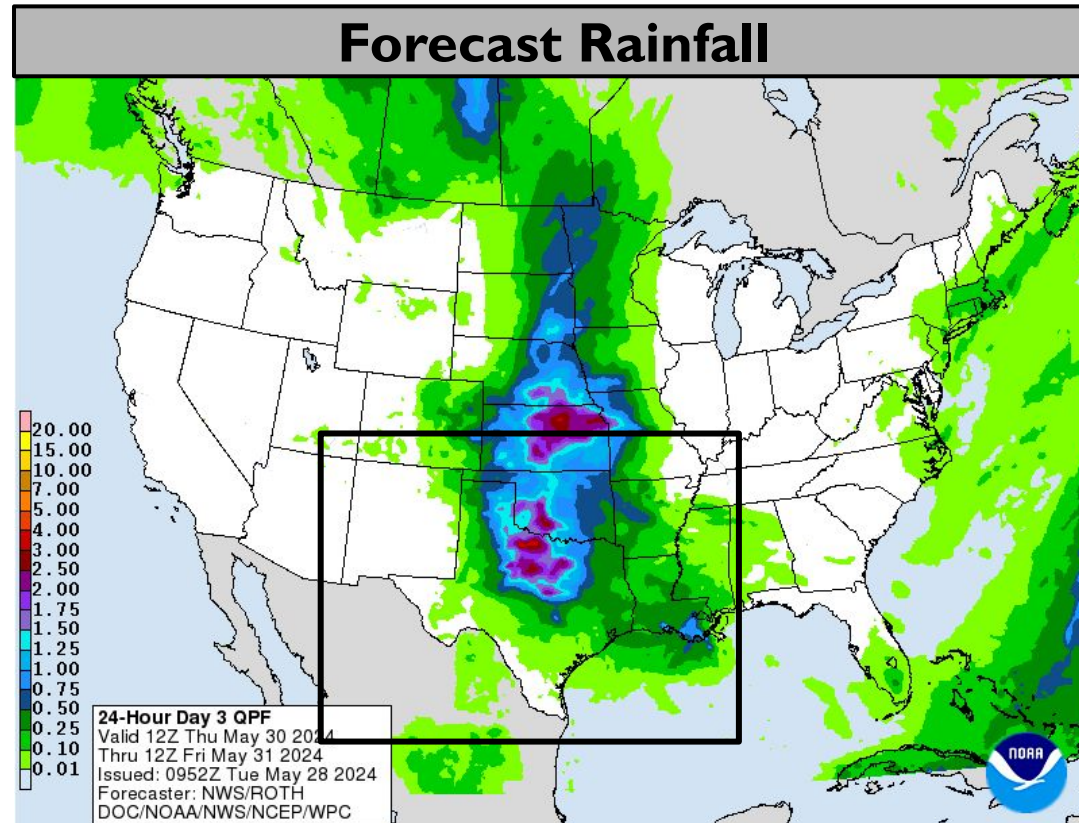 Forecast Rainfall
20.00
15.00
10.00
7.00
5.00
4.00
3.00
2.50
2.00
1.75
1.50
1.25
1.00
0.75
0.50
0.25
0.10
0.01
24-Hour Day 3 QPF
Valid 12Z Thu May 30 2024
Thru 12Z Fri May 31 2024
Issued: 0952Z Tue May 28 2024
Forecaster: NWS/ROTH
DOC/NOAA/NWS/NCEP/WPC
NOAA